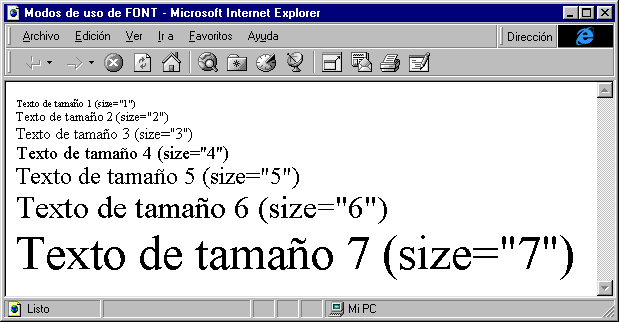 Modos de uso de FONT - Microsoft Internet Explorer
Archivo Edición Ver Ir a Favoritos Ayuda Dirección
Texto de tamaño 1 (size="1")
Texto de tamaño 2 (size="2")
Texto de tamaño 3 (size="3")
Texto de tamaño 4 (size="4")
Texto de tamaño 5 (size="5")
Texto de tamaño 6 (size="6")
Texto de tamaño 7 (size="7")
Listo Mi PC